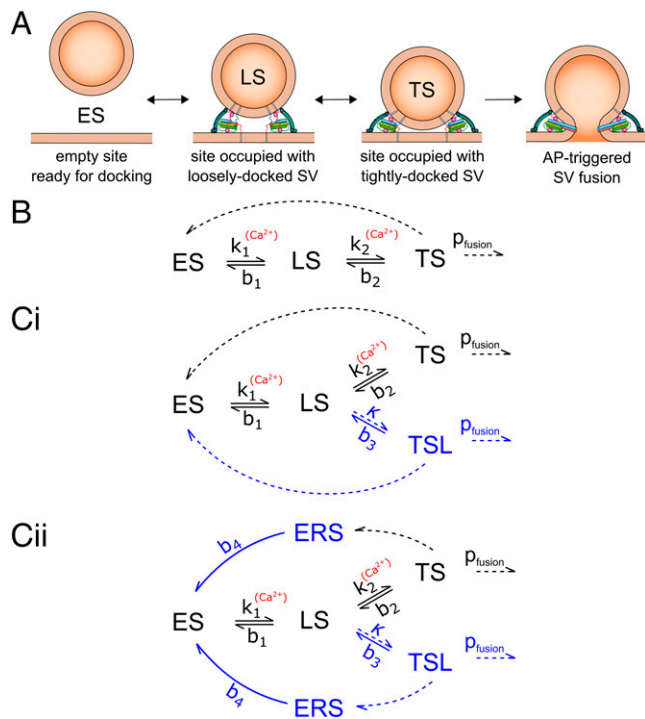 A
ES
LS
TS
empty site
ready for docking
site occupied with
loosely-docked SV
site occupied with
tightly-docked SV
AP-triggered
SV fusion
B
ES
k1(Ca2+)
b1
LS
k2(Ca2+)
b2
TS
pfusion
Ci
ES
k1(Ca2+)
b1
LS
k2(Ca2+)
b2
TS
pfusion
κ
b3
TSL
pfusion
Cii
b4
ERS
ES
k1(Ca2+)
b1
LS
k2(Ca2+)
b2
TS
pfusion
κ
b3
TSL
pfusion
b4
ERS